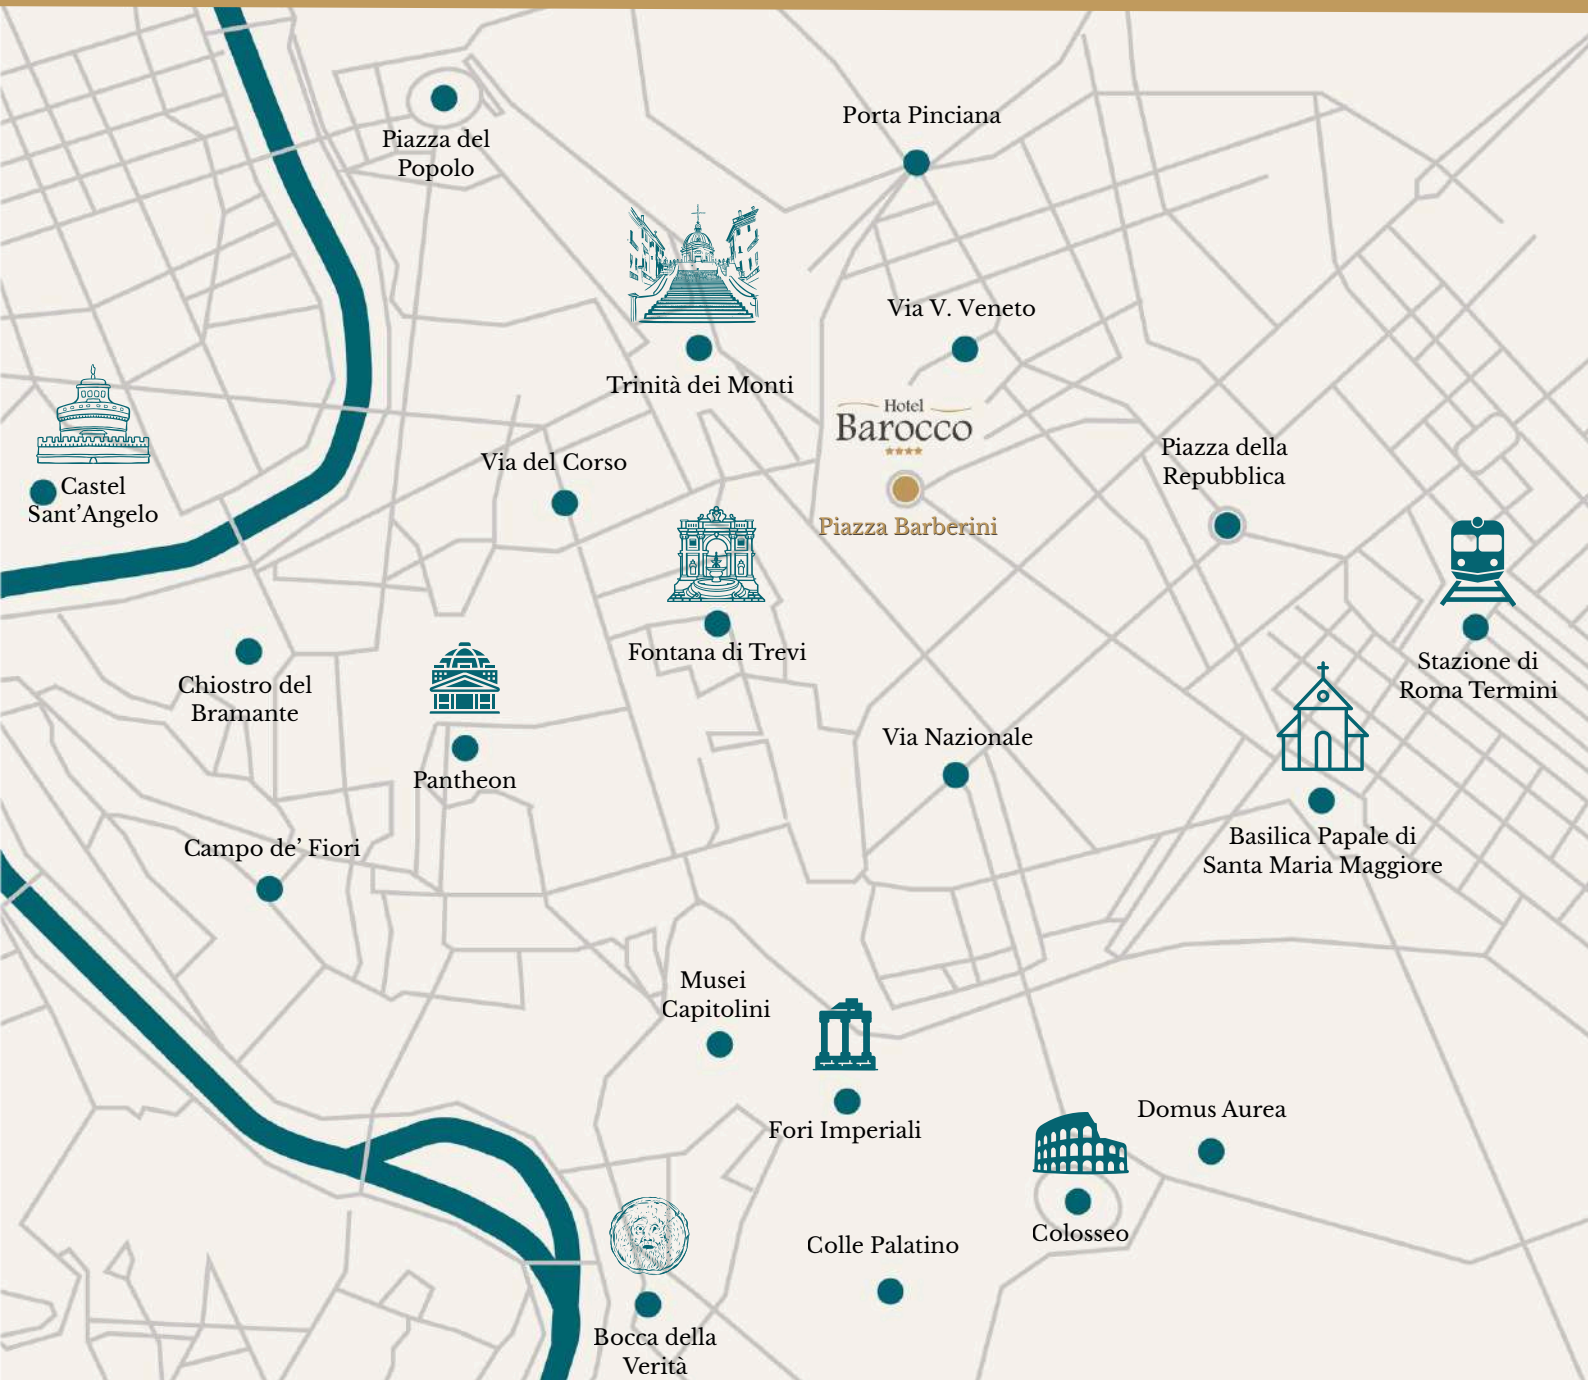 Porta Pinciana
Piazza del
Popolo
Via V. Veneto
Trinità dei Monti
Hotel
Barocco
Via del Corso
Piazza della
Repubblica
Castel
Sant’Angelo
Piazza Barberini
Fontana di Trevi
Stazione di
Roma Termini
Chiostro del
Bramante
Via Nazionale
Pantheon
Basilica Papale di
Santa Maria Maggiore
Campo de’ Fiori
Musei
Capitolini
Fori Imperiali
Domus Aurea
Colosseo
Colle Palatino
Bocca della
Verità